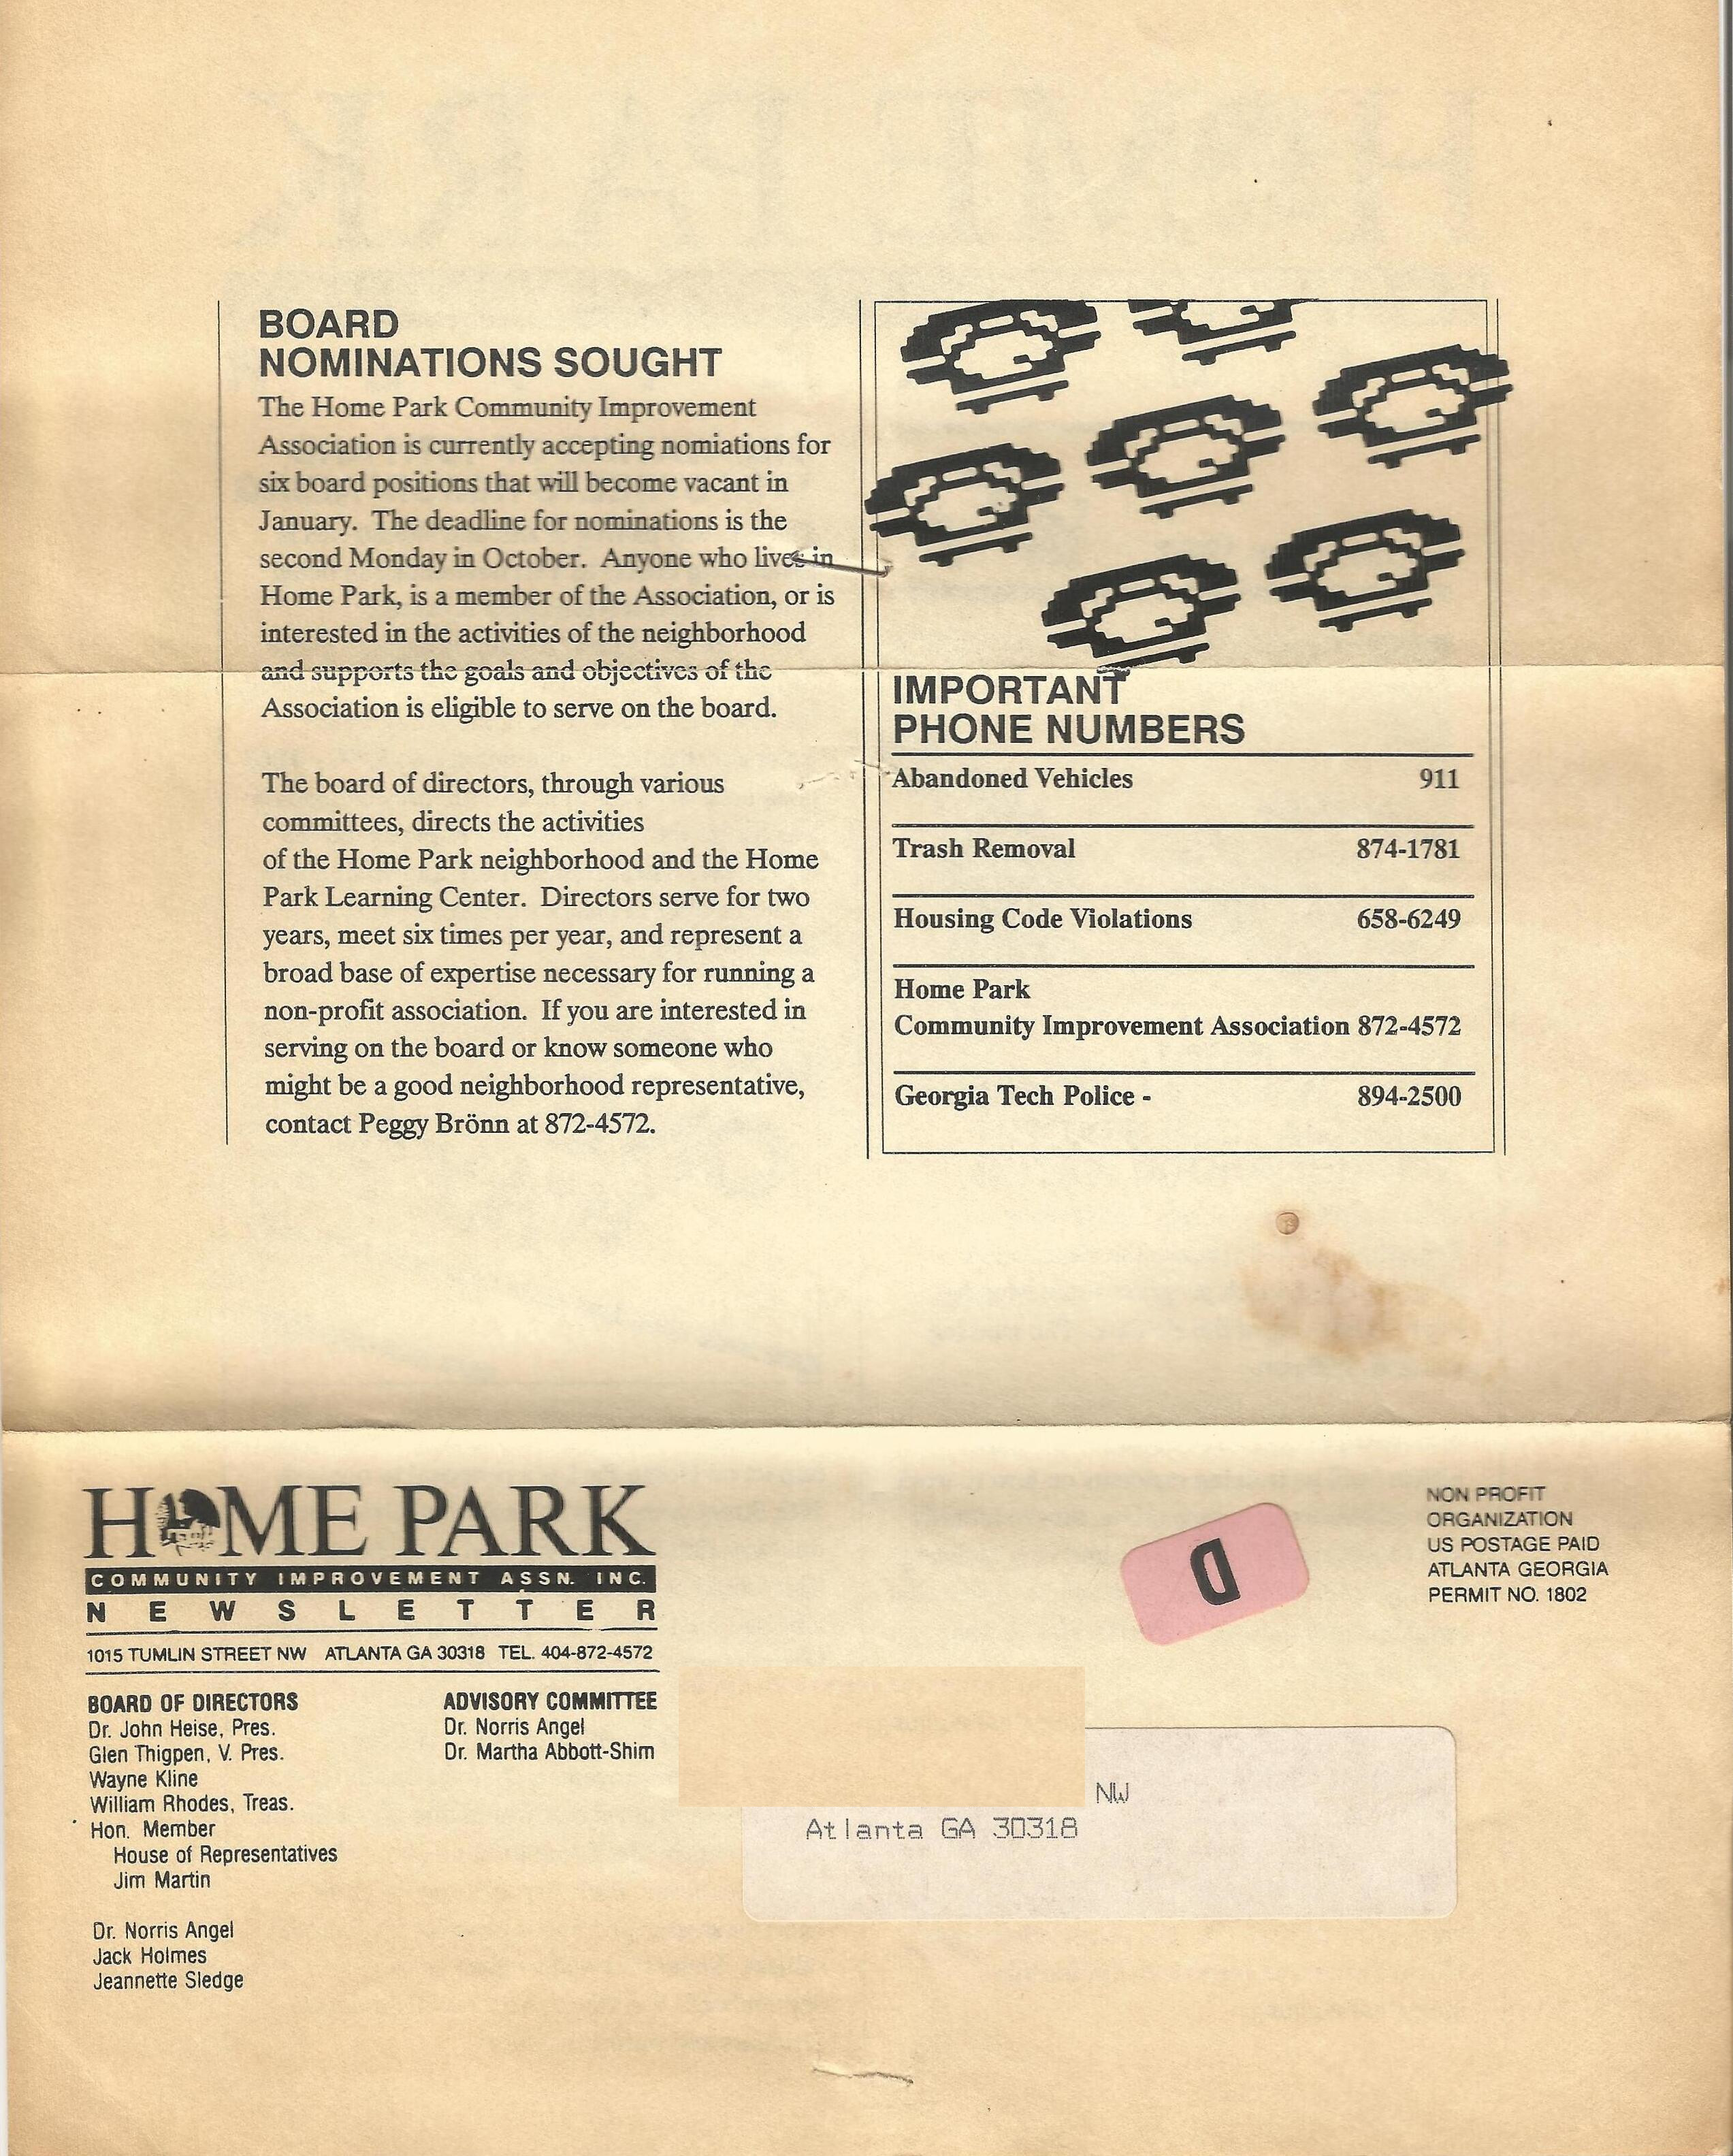 BOARD
NOMINATIONS SOUGHT
The Home Park Community Improvement
Association is currently accepting nomiations for
six board positions that will become vacant in
January. The deadline for nominations is the
second Monday in October. Anyone who lives in
Home Park, is a member of the Association, or is
interested in the activities of the neighborhood
and supports the goals and objectives of the
Association is eligible to serve on the board.
The board of directors, through various
committees, directs the activities
of the Home Park neighborhood and the Home
Park Learning Center. Directors serve for two
years, meet six times per year, and represent a
broad base of expertise necessary for running a
non-profit association. If you are interested in
serving on the board or know someone who
might be a good neighborhood representative,
contact Peggy Brönn at 872-4572.
IMPORTANT
PHONE NUMBERS
Abandoned Vehicles 911
Trash Removal 874-1781
Housing Code Violations 658-6249
Home Park
Community Improvement Association 872-4572
Georgia Tech Police - 894-2500
HOME PARK
COMMUNITY IMPROVEMENT ASSN. INC.
NEWSLETTER
1015 TUMLIN STREET NW ATLANTA GA 30318 TEL. 404-872-4572
BOARD OF DIRECTORS
Dr. John Heise, Pres.
Glen Thigpen, V. Pres.
Wayne Kline
William Rhodes, Treas.
Hon. Member
House of Representatives
Jim Martin
Dr. Norris Angel
Jack Holmes
Jeannette Sledge
ADVISORY COMMITTEE
Dr. Norris Angel
Dr. Martha Abbott-Shim
D
NON PROFIT
ORGANIZATION
US POSTAGE PAID
ATLANTA GEORGIA
PERMIT NO. 1802
NW
Atlanta GA 30318